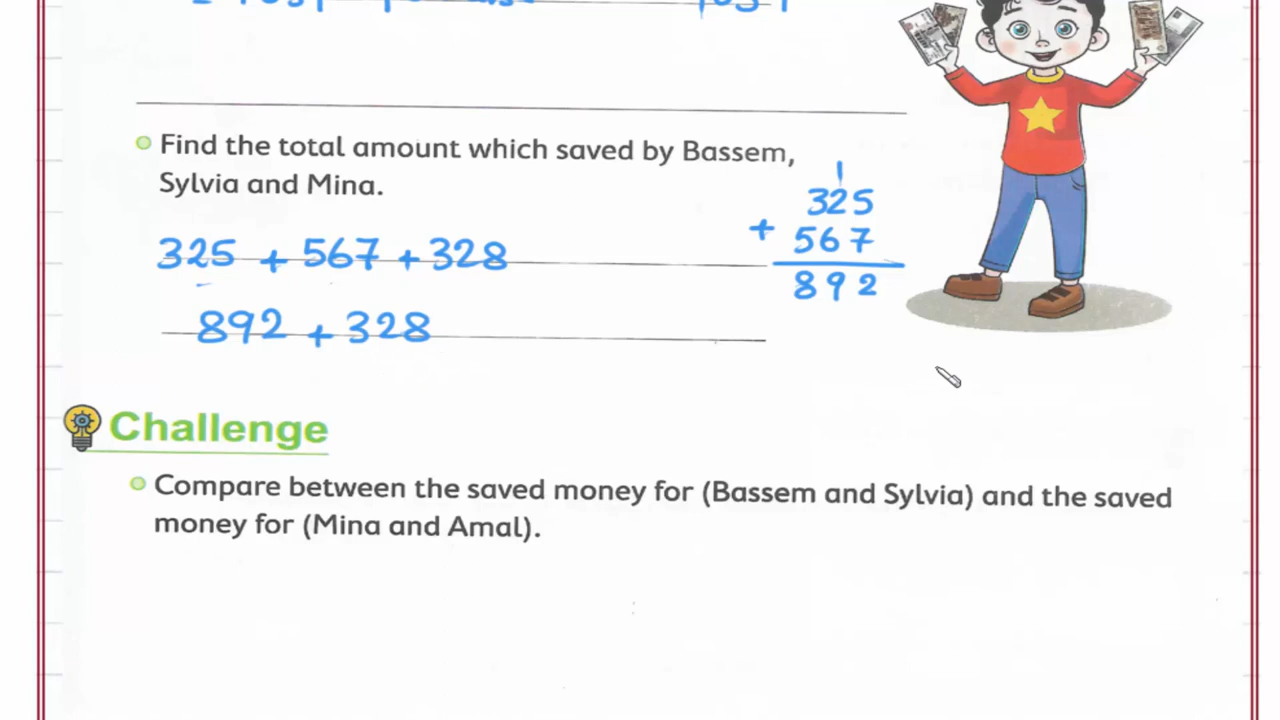 Find the total amount which saved by Bassem,
Sylvia and Mina.
325 + 567 + 328
892 + 328
1
325
+ 567
892
Challenge
Compare between the saved money for (Bassem and Sylvia) and the saved
money for (Mina and Amal).